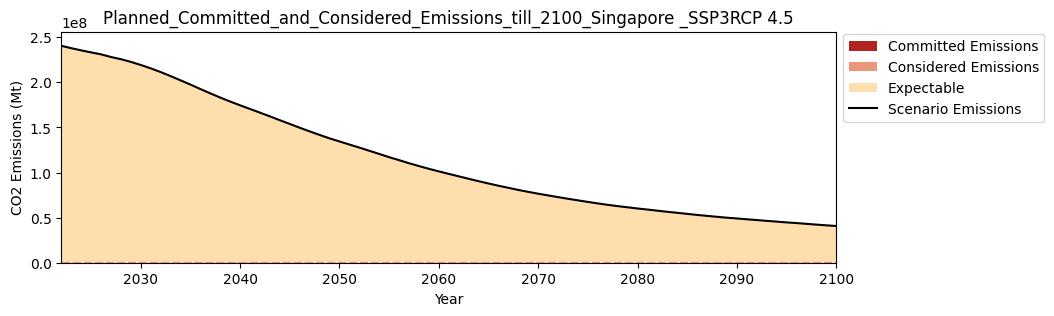 Planned_Committed_and_Considered_Emissions_till_2100_Singapore _SSP3RCP 4.5
1e8
2.5
2.0
1.5
1.0
0.5
0.0
CO2 Emissions (Mt)
2030 2040 2050 2060 2070 2080 2090 2100
Year
Committed Emissions
Considered Emissions
Expectable
Scenario Emissions